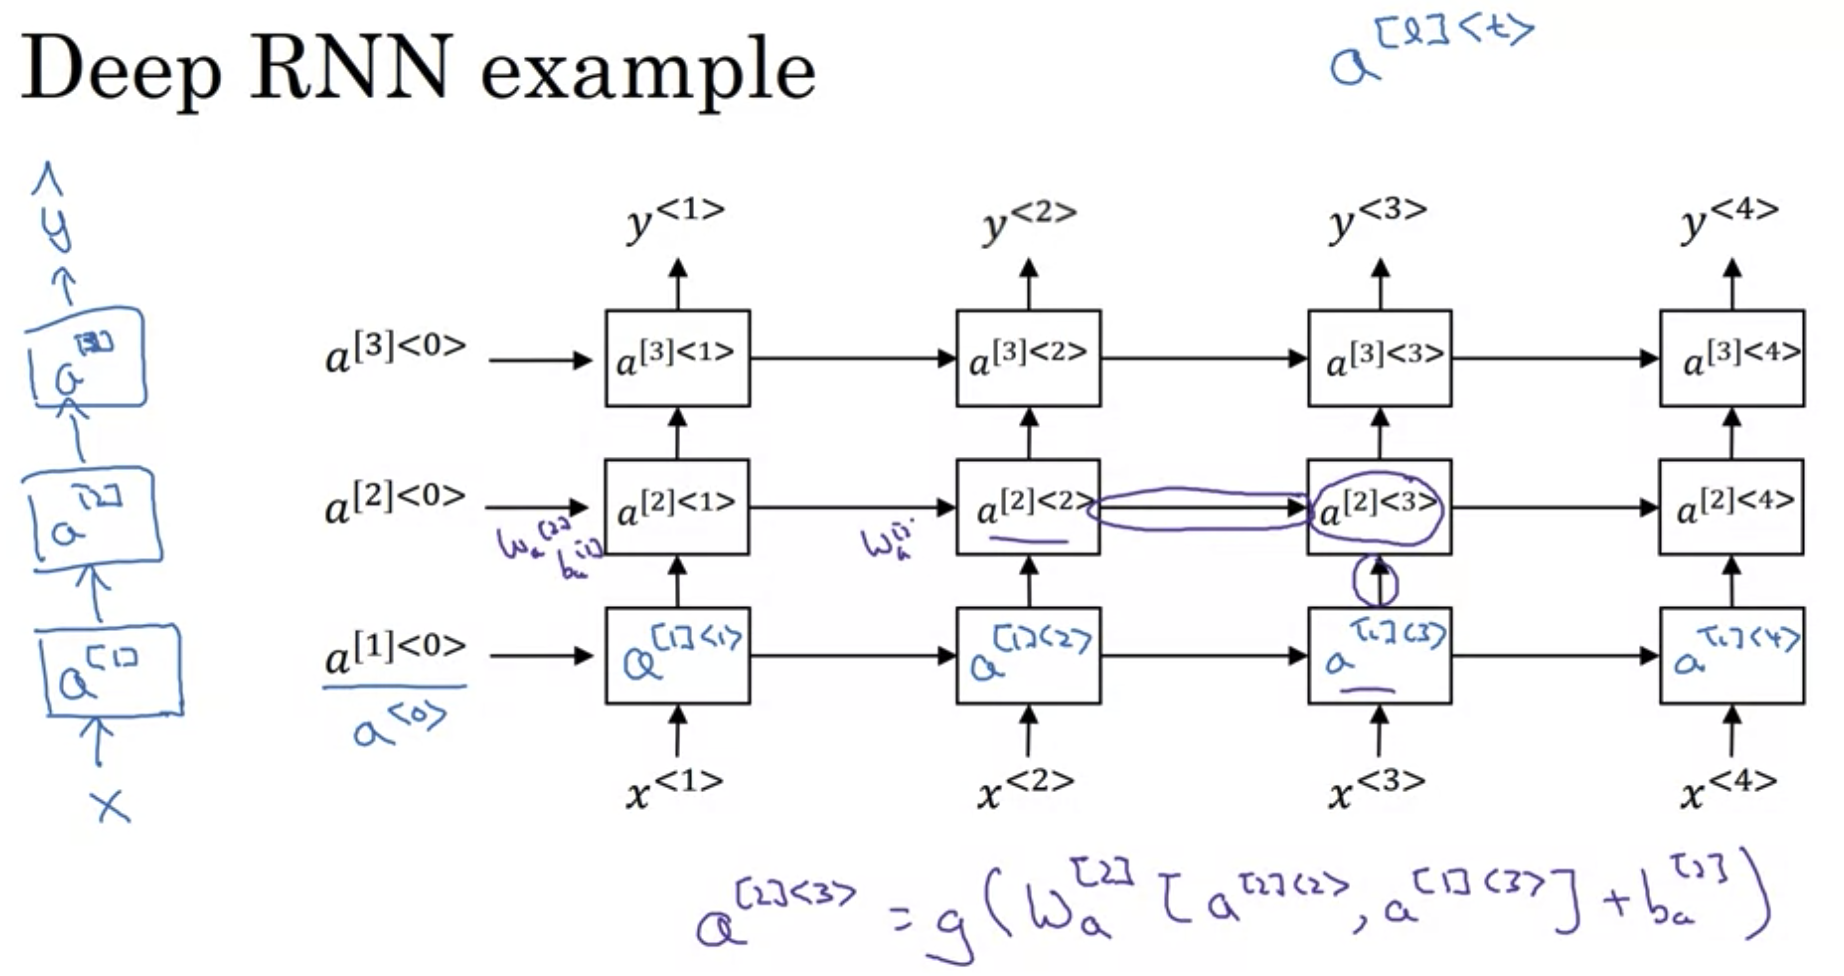 Deep RNN example
a^[l]<t>
ŷ
a^[3]
a^[2]
a^[1]
x
y^<1> y^<2> y^<3> y^<4>
a^[3]<0> a^[3]<1> a^[3]<2> a^[3]<3> a^[3]<4>
a^[2]<0> a^[2]<1> a^[2]<2> a^[2]<3> a^[2]<4>
W_a^[2] W_a
b_a
a^[1]<0> a^[1]<1> a^[1]<2> a^[1]<3> a^[1]<4>
a^<0>
x^<1> x^<2> x^<3> x^<4>
a^[2]<3> = g(W_a^[2] [a^[2]<2>, a^[1]<3>] + b_a^[2])